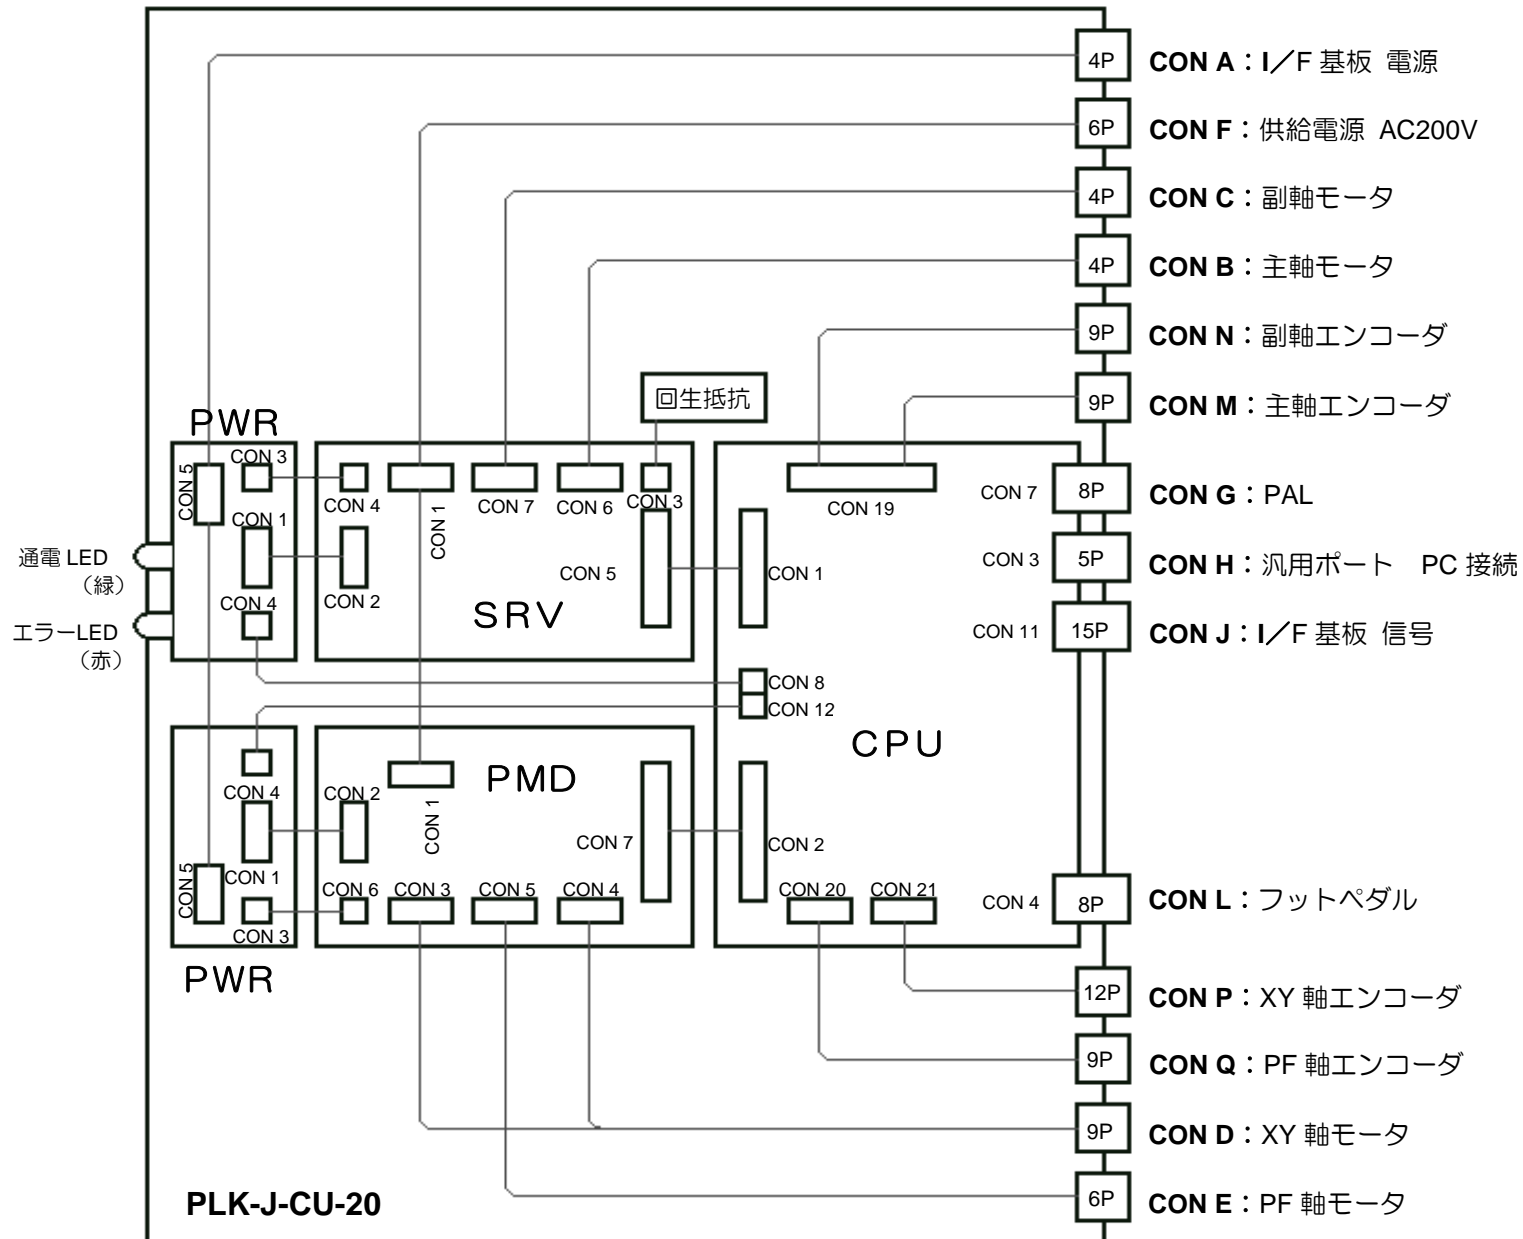 4P CON A：I／F 基板 電源
6P CON F：供給電源 AC200V
4P CON C：副軸モータ
4P CON B：主軸モータ
9P CON N：副軸エンコーダ
回生抵抗
9P CON M：主軸エンコーダ
PWR
CON 3
CON 5
CON 4
CON 1
CON 7
CON 6
CON 3
CON 19
CON 7
8P CON G：PAL
CON 1
通電 LED
（緑）
CON 2
CON 5
CON 1
CON 3
5P CON H：汎用ポート PC 接続
CON 4
SRV
エラーLED
（赤）
CON 11
15P CON J：I／F 基板 信号
CON 8
CON 12
CPU
PMD
CON 4
CON 2
CON 1
CON 7
CON 2
CON 5
CON 1
CON 6
CON 3
CON 5
CON 4
CON 20
CON 21
CON 4
8P CON L：フットペダル
CON 3
PWR
12P CON P：XY 軸エンコーダ
9P CON Q：PF 軸エンコーダ
9P CON D：XY 軸モータ
PLK-J-CU-20
6P CON E：PF 軸モータ